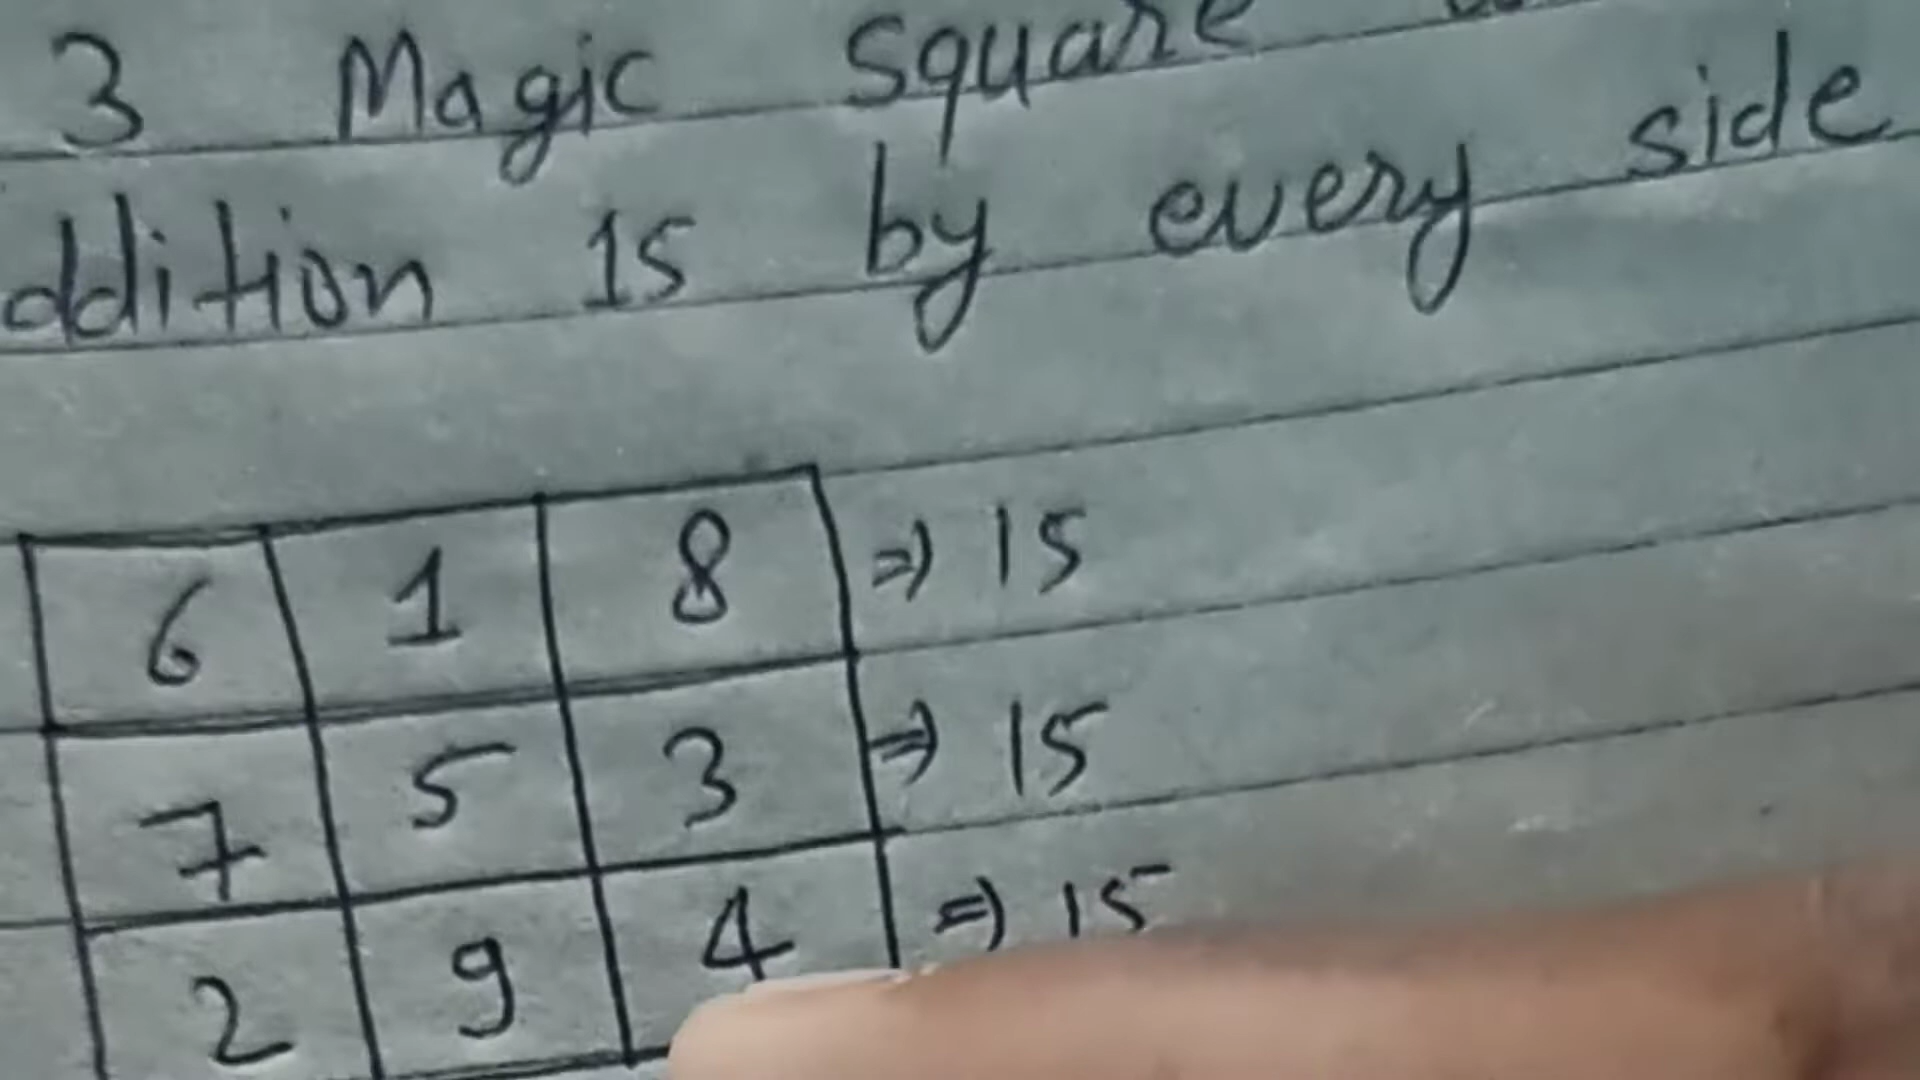 3 Magic Square
ddition 15 by every side
6 1 8 => 15
7 5 3 => 15
2 9 4 => 15